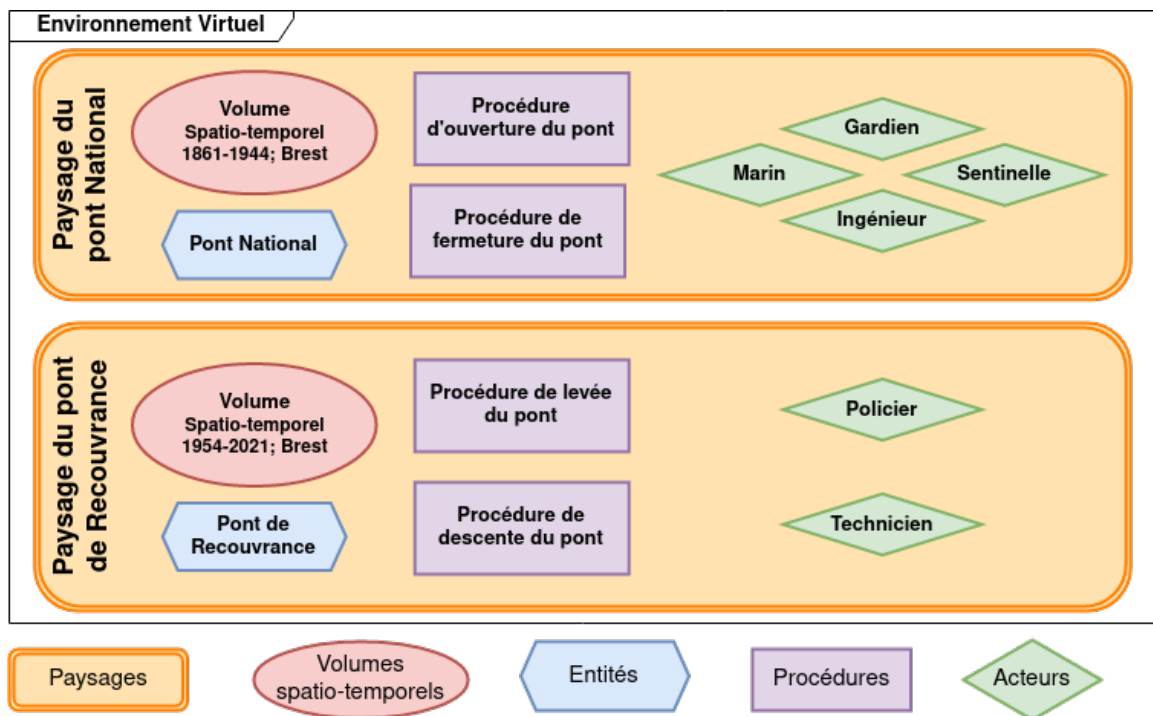 Environnement Virtuel
Paysage du
pont National
Volume
Spatio-temporel
1861-1944; Brest
Pont National
Procédure
d'ouverture du pont
Procédure de
fermeture du pont
Gardien
Marin
Sentinelle
Ingénieur
Paysage du pont
de Recouvrance
Volume
Spatio-temporel
1954-2021; Brest
Pont de
Recouvrance
Procédure de levée
du pont
Procédure de
descente du pont
Policier
Technicien
Paysages
Volumes
spatio-temporels
Entités
Procédures
Acteurs